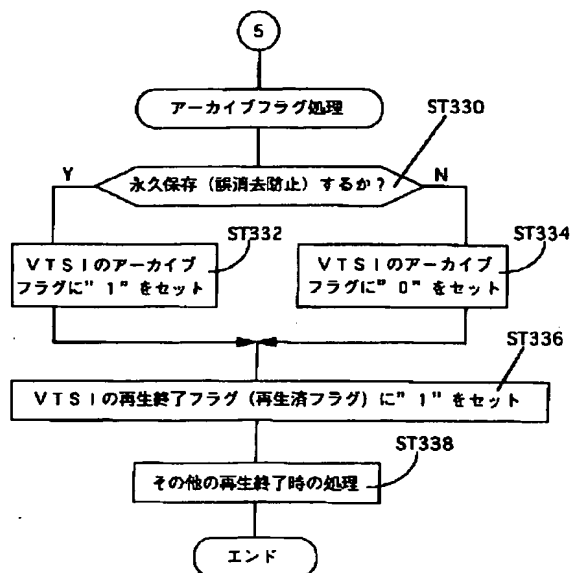 5
アーカイブフラグ処理
ST330
永久保存（誤消去防止）するか？
Y
N
ST332
VTSIのアーカイブ
フラグに"1"をセット
ST334
VTSIのアーカイブ
フラグに"0"をセット
ST336
VTSIの再生終了フラグ（再生済フラグ）に"1"をセット
ST338
その他の再生終了時の処理
エンド